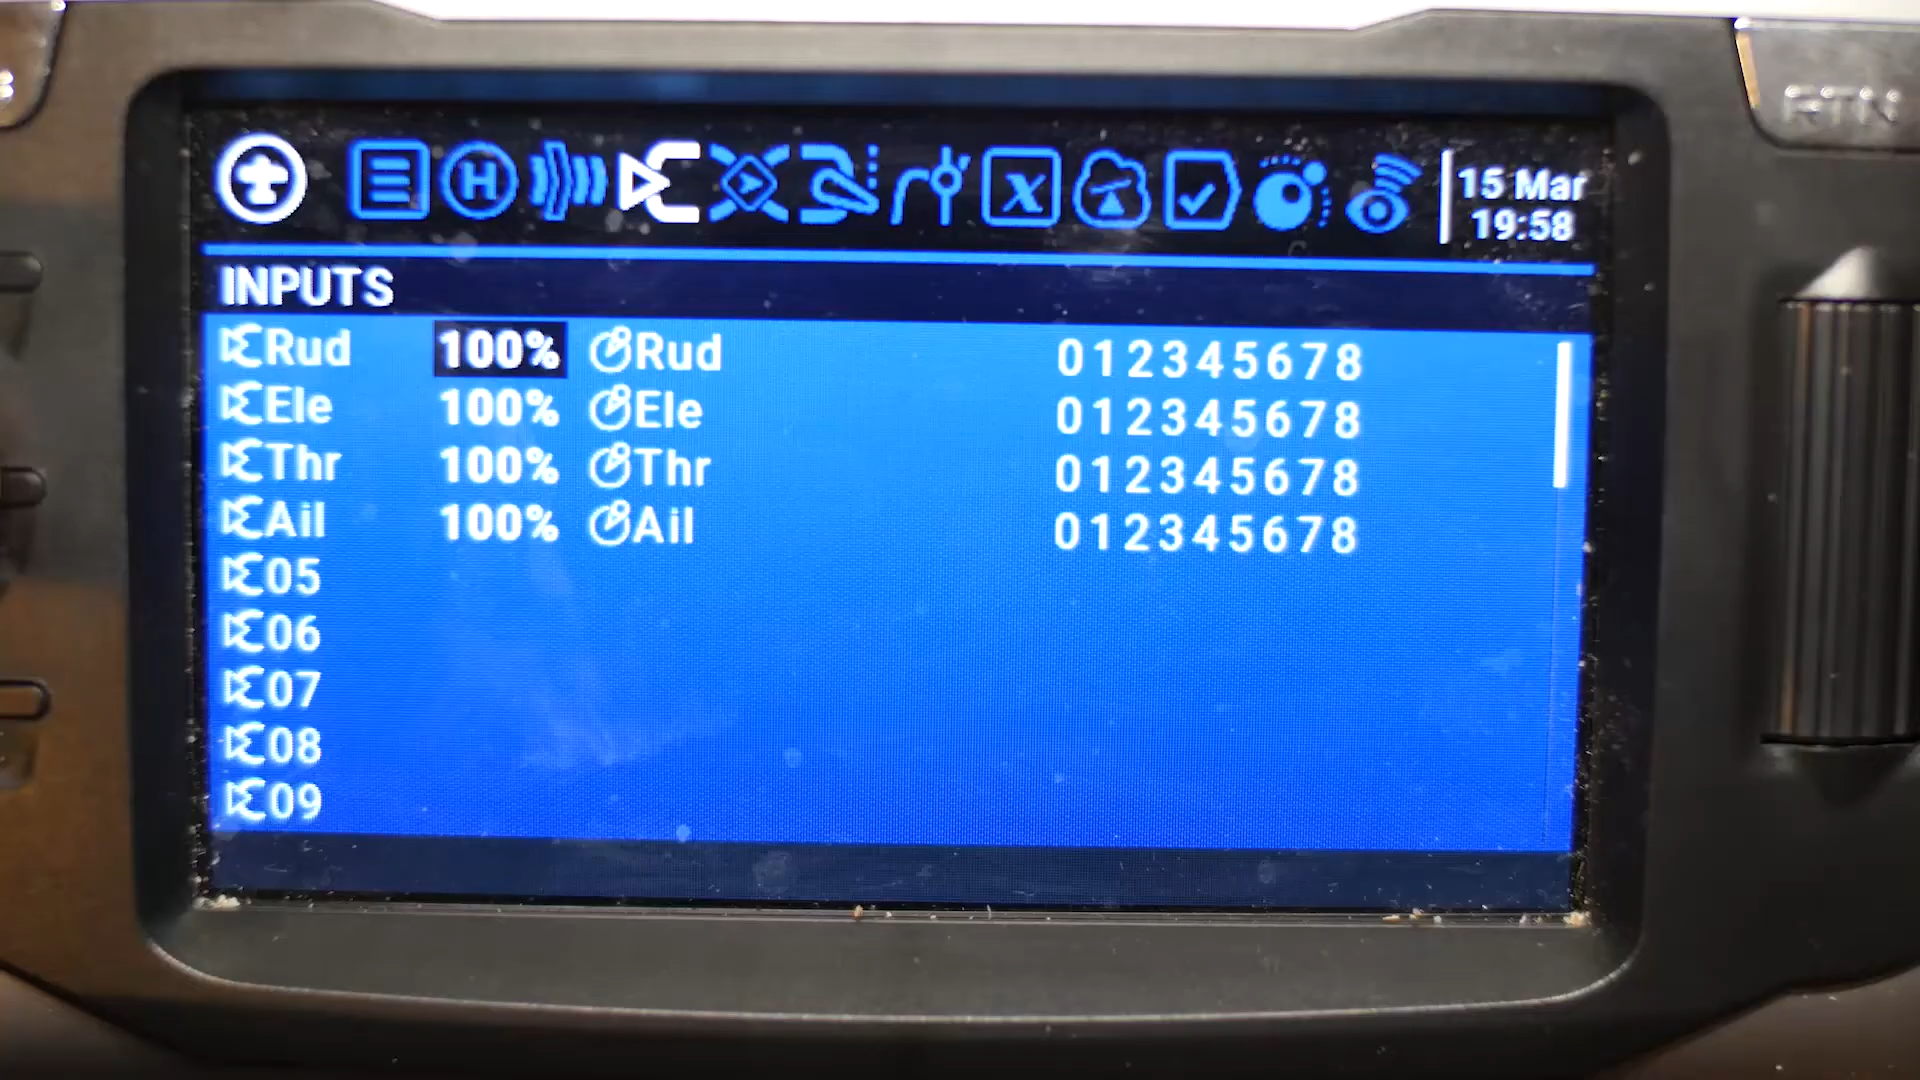 RTN
15 Mar
19:58
INPUTS
Rud 100% Rud 012345678
Ele 100% Ele 012345678
Thr 100% Thr 012345678
Ail 100% Ail 012345678
05
06
07
08
09